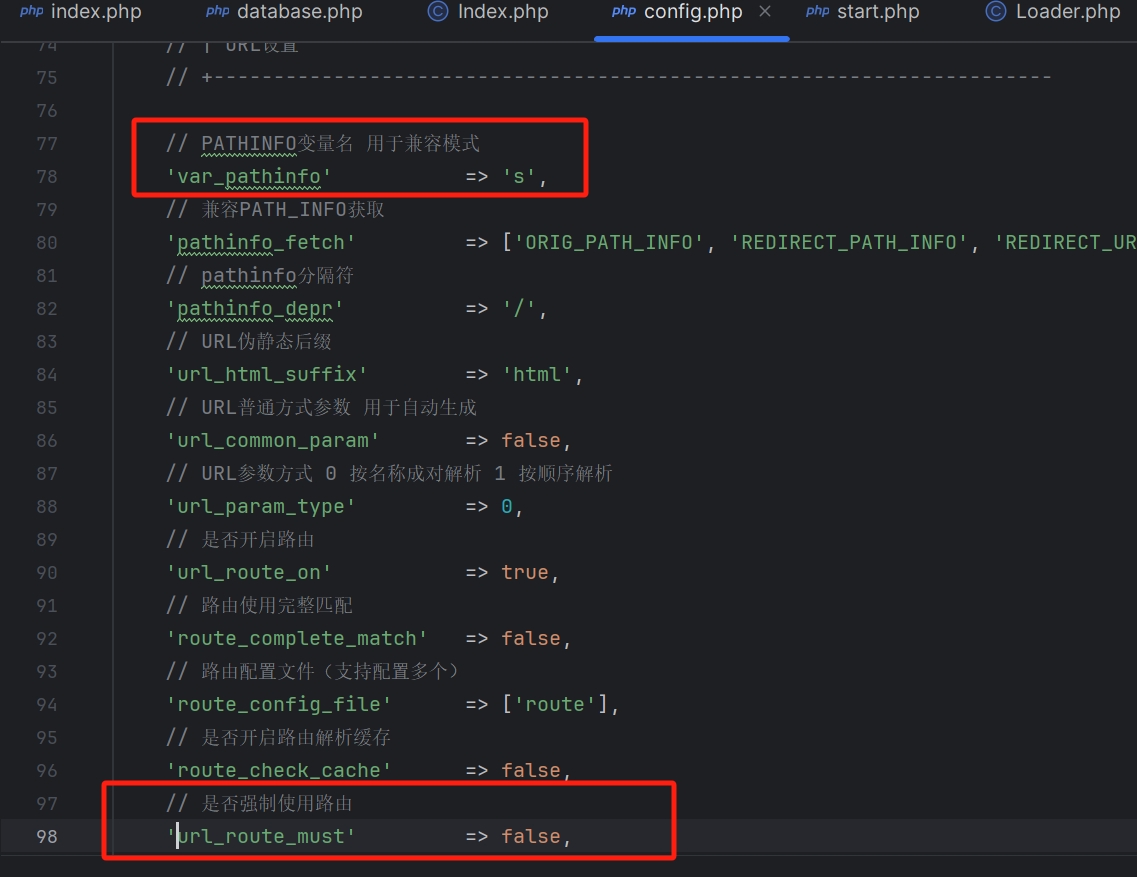 php index.php php database.php C Index.php php config.php × php start.php C Loader.php
74 // | URL设置
75 // +----------------------------------------------------------------------
76
77 // PATHINFO变量名 用于兼容模式
78 'var_pathinfo' => 's',
79 // 兼容PATH_INFO获取
80 'pathinfo_fetch' => ['ORIG_PATH_INFO', 'REDIRECT_PATH_INFO', 'REDIRECT_UR
81 // pathinfo分隔符
82 'pathinfo_depr' => '/',
83 // URL伪静态后缀
84 'url_html_suffix' => 'html',
85 // URL普通方式参数 用于自动生成
86 'url_common_param' => false,
87 // URL参数方式 0 按名称成对解析 1 按顺序解析
88 'url_param_type' => 0,
89 // 是否开启路由
90 'url_route_on' => true,
91 // 路由使用完整匹配
92 'route_complete_match' => false,
93 // 路由配置文件（支持配置多个）
94 'route_config_file' => ['route'],
95 // 是否开启路由解析缓存
96 'route_check_cache' => false,
97 // 是否强制使用路由
98 'url_route_must' => false,